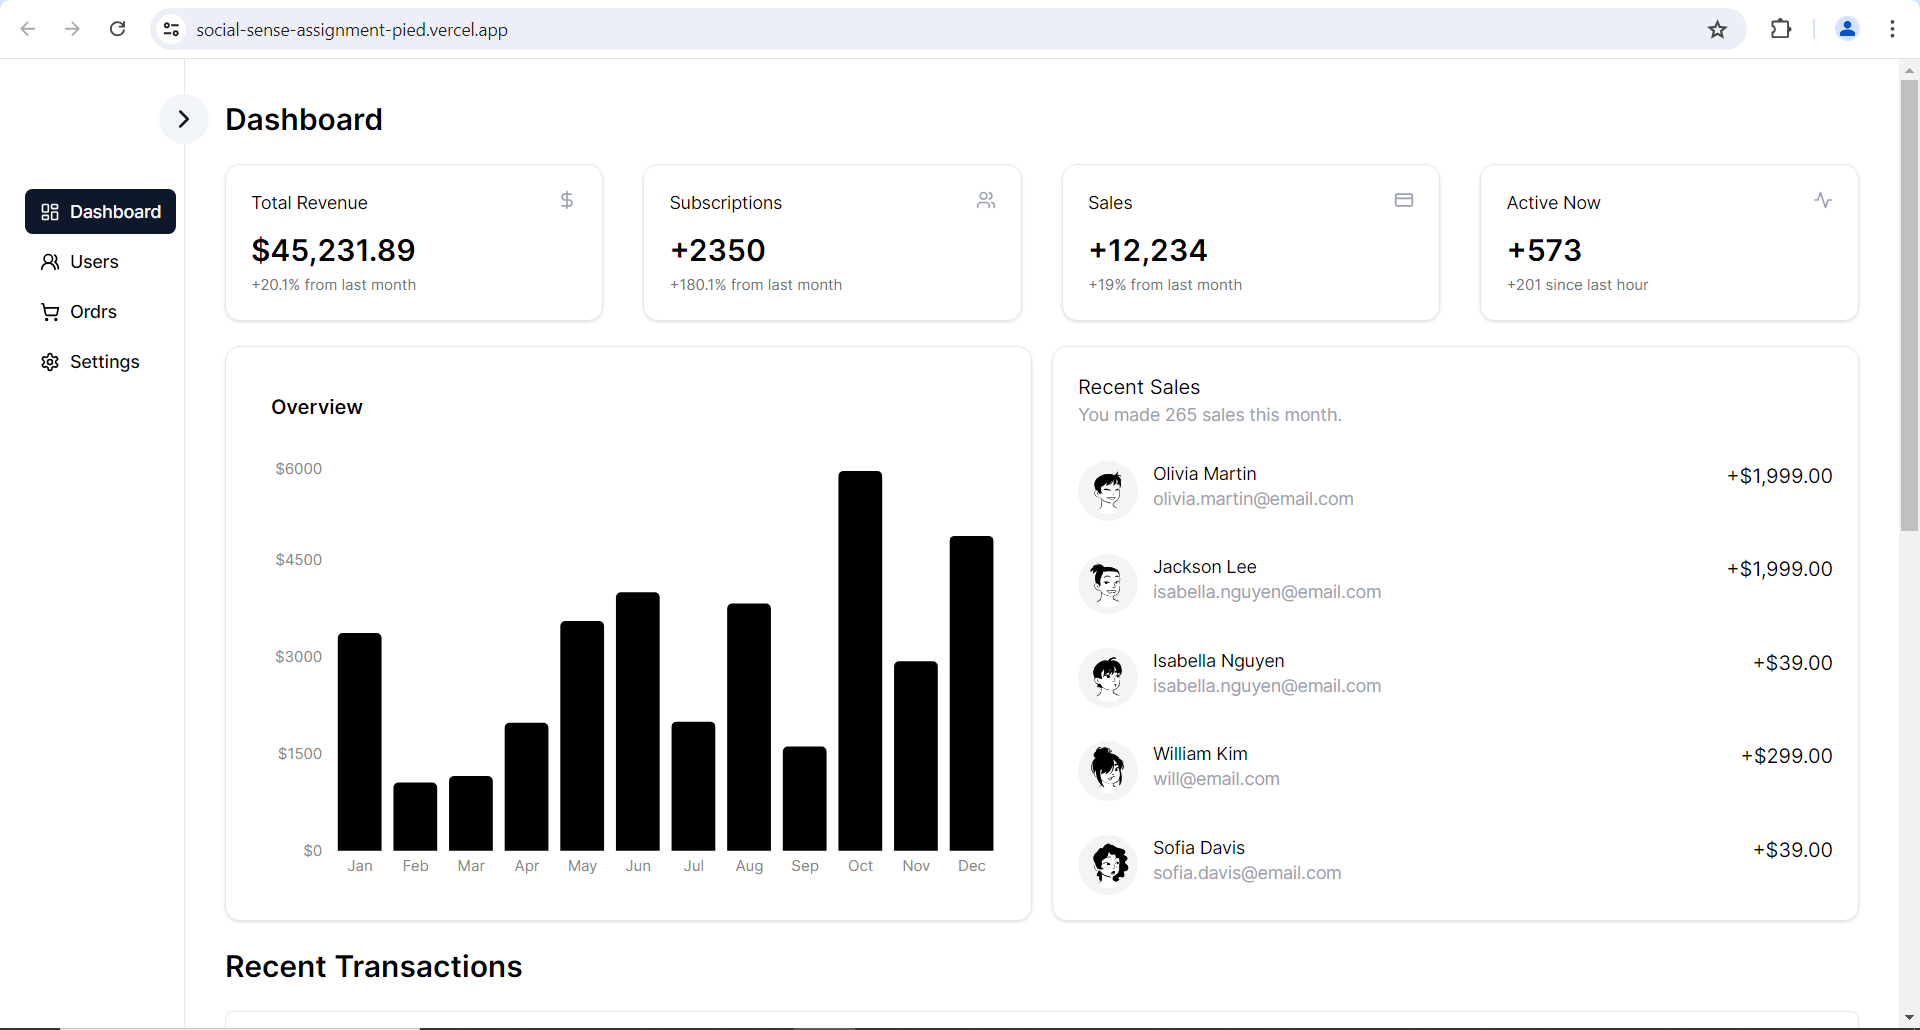 social-sense-assignment-pied.vercel.app
Dashboard
Users
Ordrs
Settings
Dashboard
Total Revenue
$45,231.89
+20.1% from last month
Subscriptions
+2350
+180.1% from last month
Sales
+12,234
+19% from last month
Active Now
+573
+201 since last hour
Overview
$6000
$4500
$3000
$1500
$0
Jan Feb Mar Apr May Jun Jul Aug Sep Oct Nov Dec
Recent Sales
You made 265 sales this month.
Olivia Martin
olivia.martin@email.com
+$1,999.00
Jackson Lee
isabella.nguyen@email.com
+$1,999.00
Isabella Nguyen
isabella.nguyen@email.com
+$39.00
William Kim
will@email.com
+$299.00
Sofia Davis
sofia.davis@email.com
+$39.00
Recent Transactions